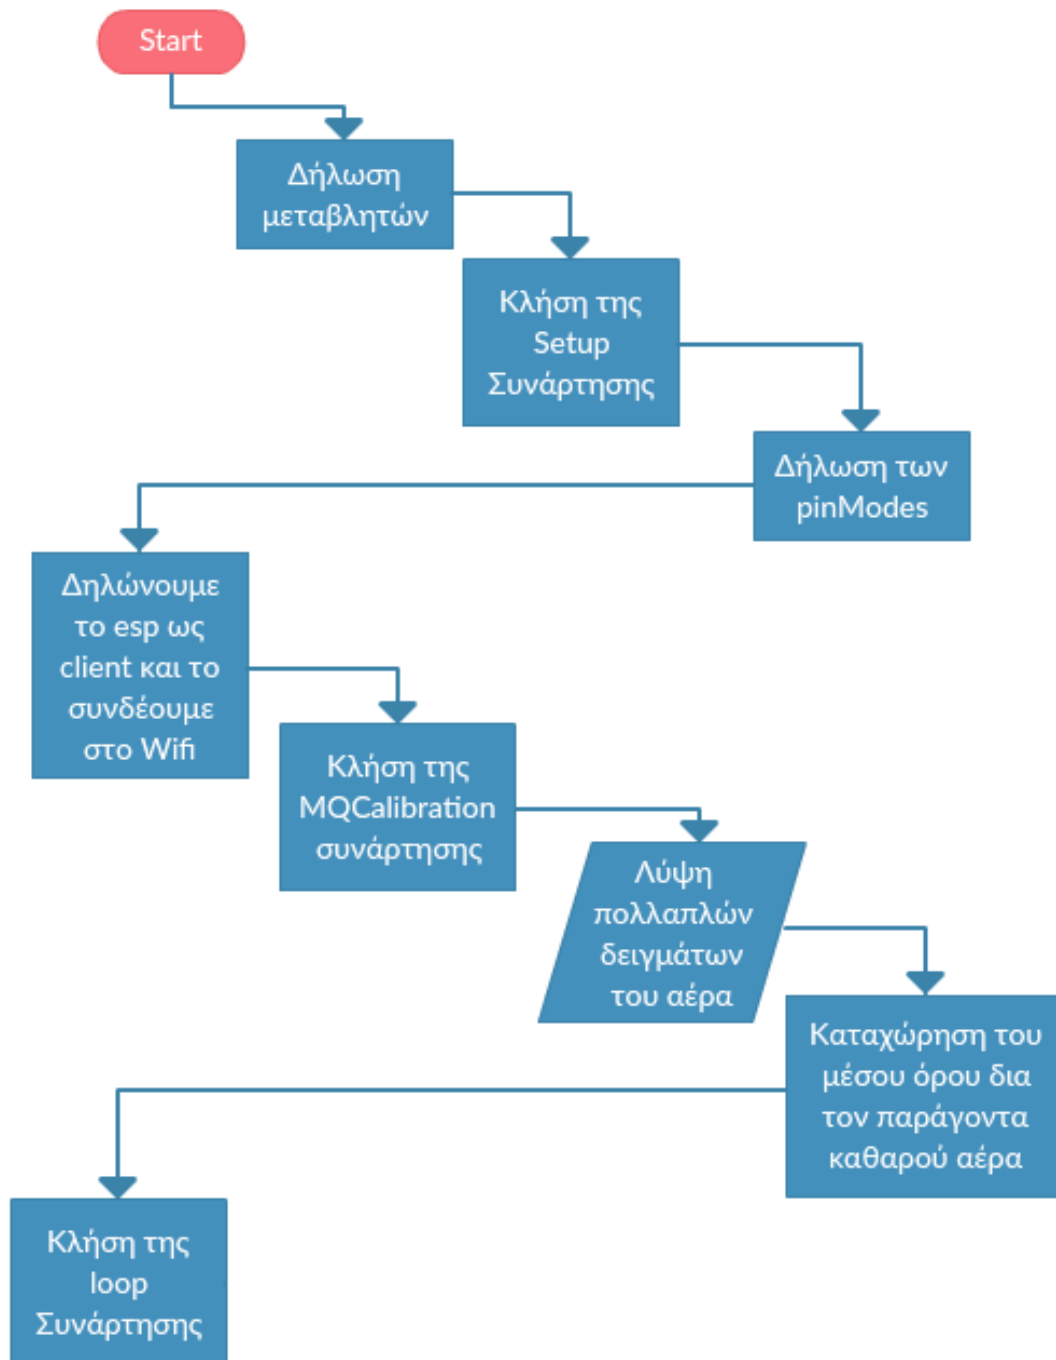 Start
Δήλωση
μεταβλητών
Κλήση της
Setup
Συνάρτησης
Δήλωση των
pinModes
Δηλώνουμε
το esp ως
client και το
συνδέουμε
στο Wifi
Κλήση της
MQCalibration
συνάρτησης
Λύψη
πολλαπλών
δειγμάτων
του αέρα
Καταχώρηση του
μέσου όρου δια
τον παράγοντα
καθαρού αέρα
Κλήση της
loop
Συνάρτησης